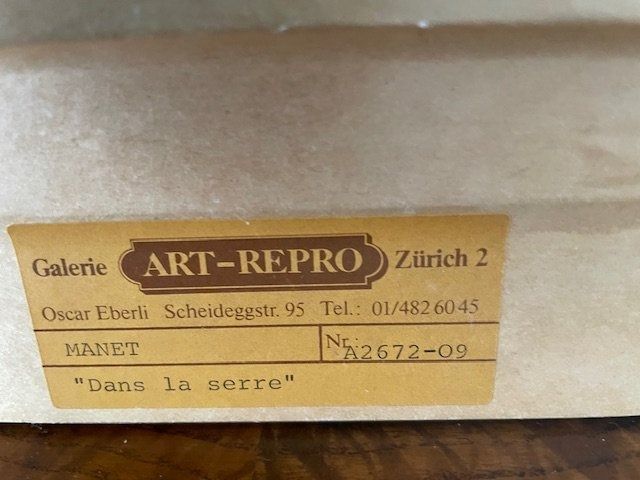 Galerie ART-REPRO Zürich 2
Oscar Eberli Scheideggstr. 95 Tel.: 01/482 60 45
MANET Nr.: A2672-09
"Dans la serre"